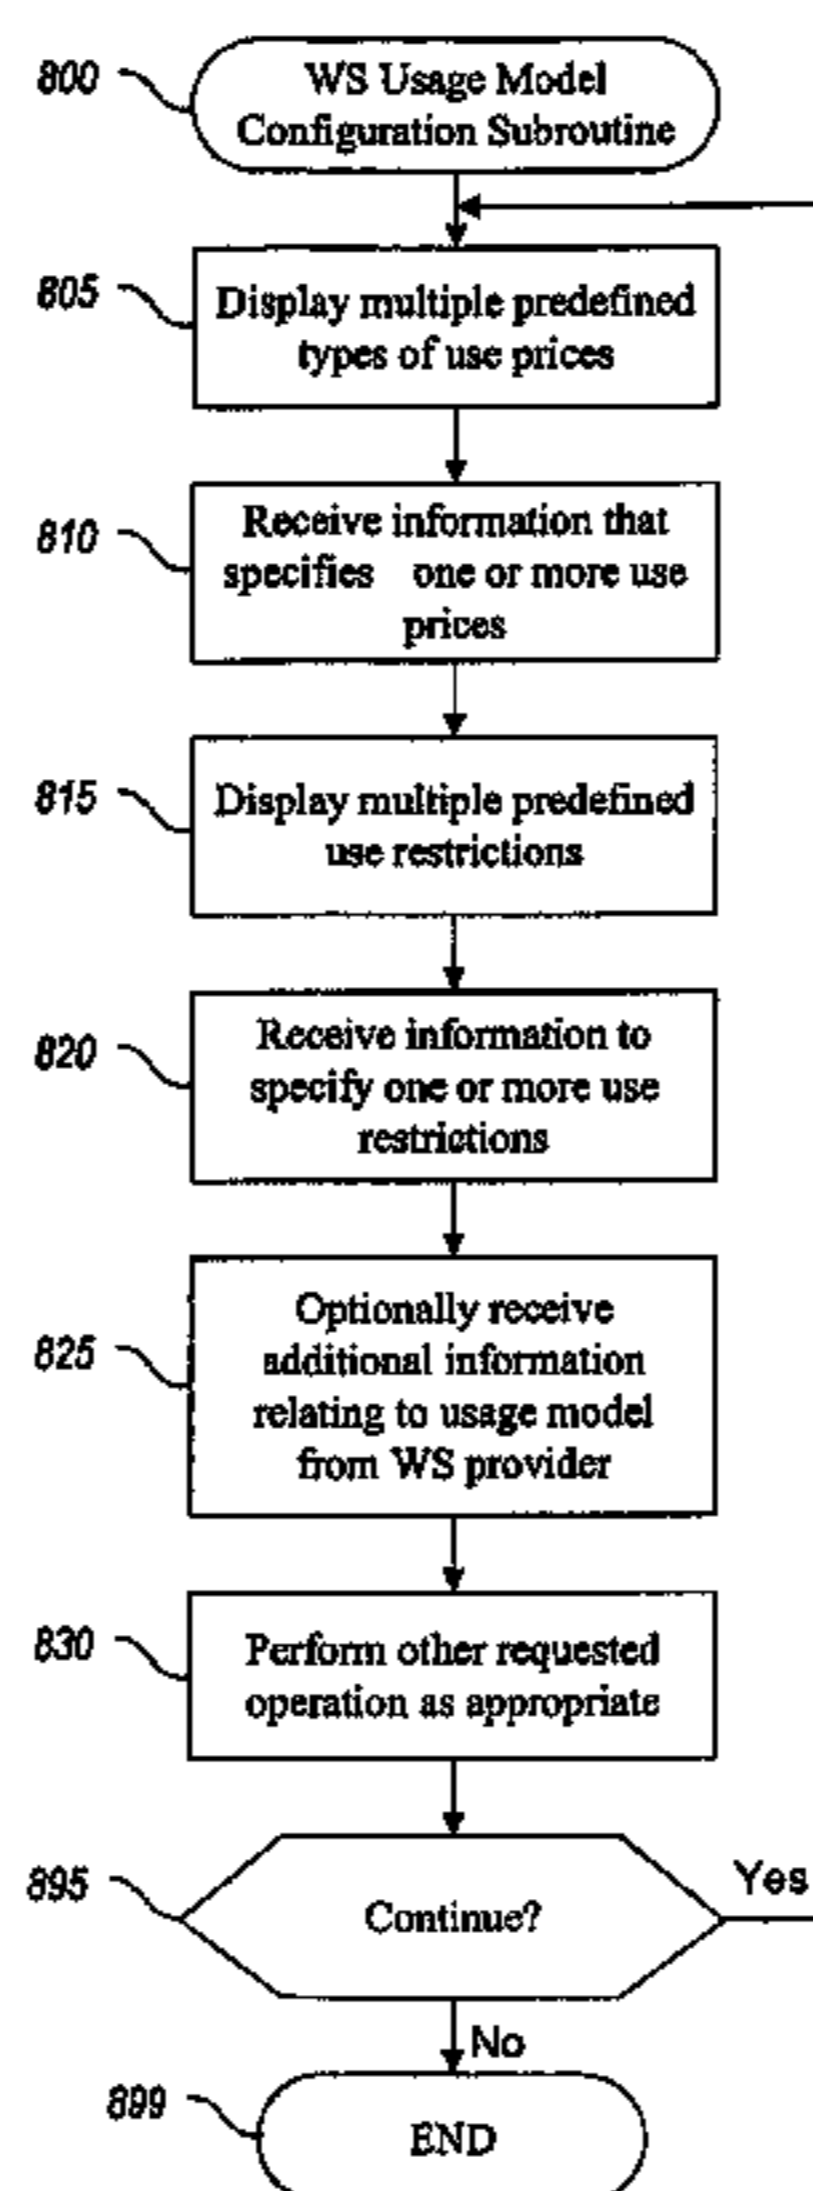 800
WS Usage Model
Configuration Subroutine
805
Display multiple predefined
types of use prices
810
Receive information that
specifies one or more use
prices
815
Display multiple predefined
use restrictions
820
Receive information to
specify one or more use
restrictions
825
Optionally receive
additional information
relating to usage model
from WS provider
830
Perform other requested
operation as appropriate
895
Continue?
Yes
No
899
END